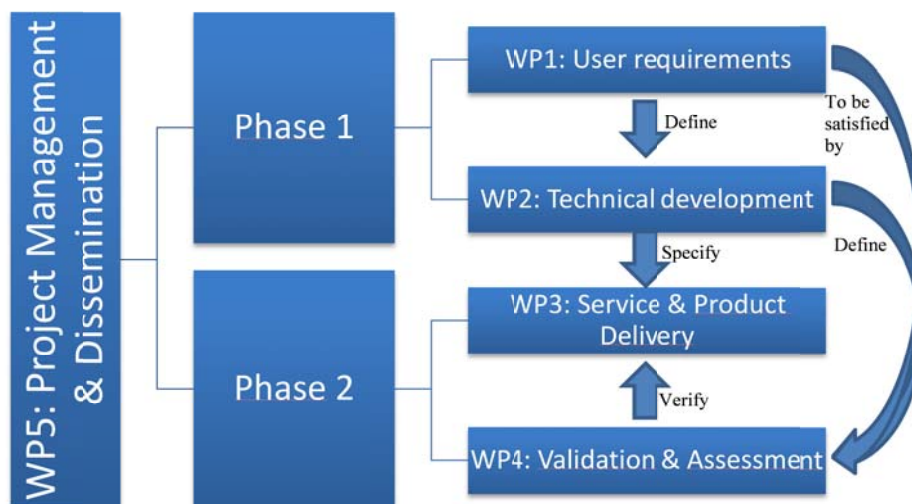 WP5: Project Management
& Dissemination
Phase 1
Phase 2
WP1: User requirements
Define
To be
satisfied
by
WP2: Technical development
Specify
Define
WP3: Service & Product
Delivery
Verify
WP4: Validation & Assessment